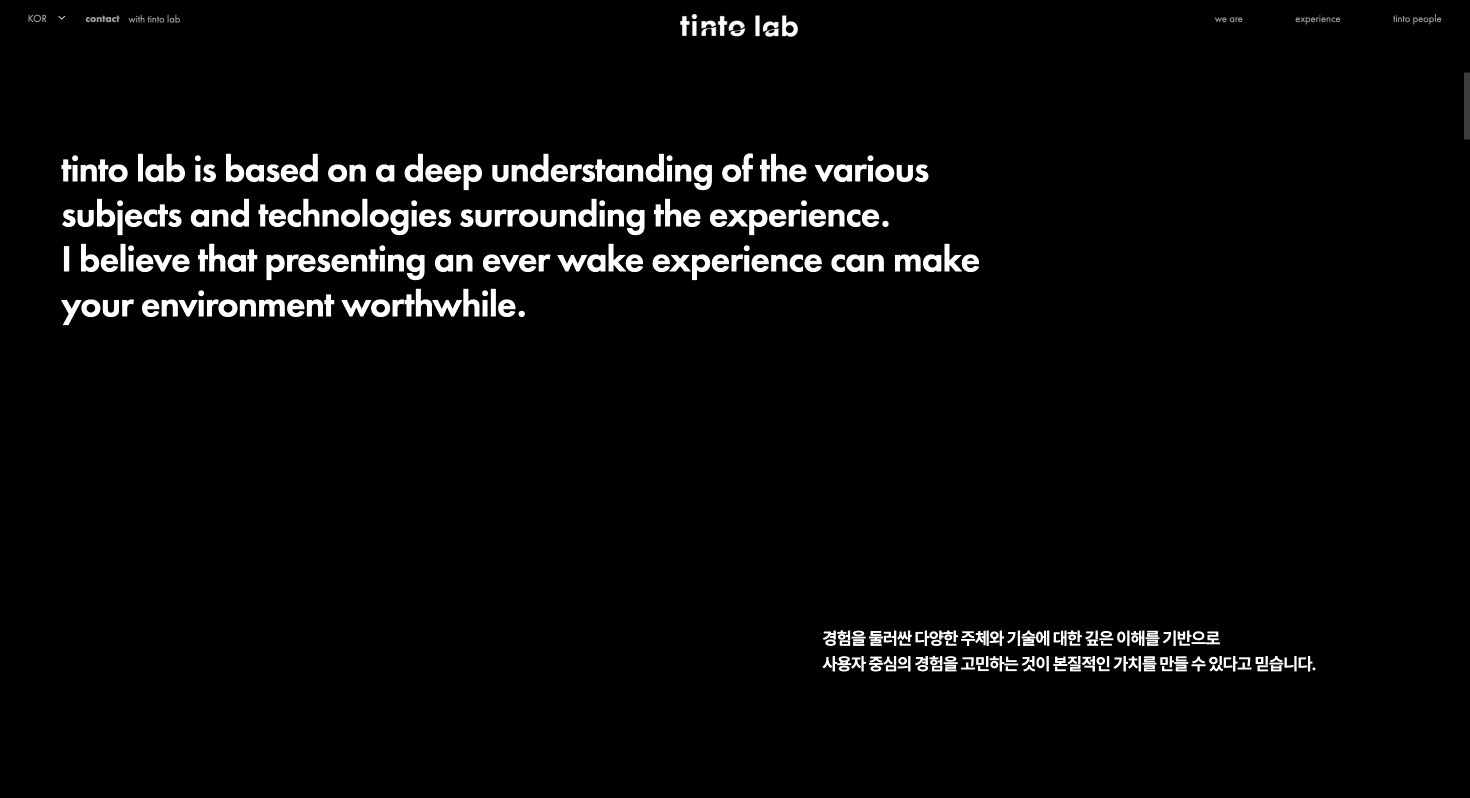 KOR
contact with tinto lab
tinto lab
we are
experience
tinto people
tinto lab is based on a deep understanding of the various
subjects and technologies surrounding the experience.
I believe that presenting an ever wake experience can make
your environment worthwhile.
경험을 둘러싼 다양한 주체와 기술에 대한 깊은 이해를 기반으로
사용자 중심의 경험을 고민하는 것이 본질적인 가치를 만들 수 있다고 믿습니다.